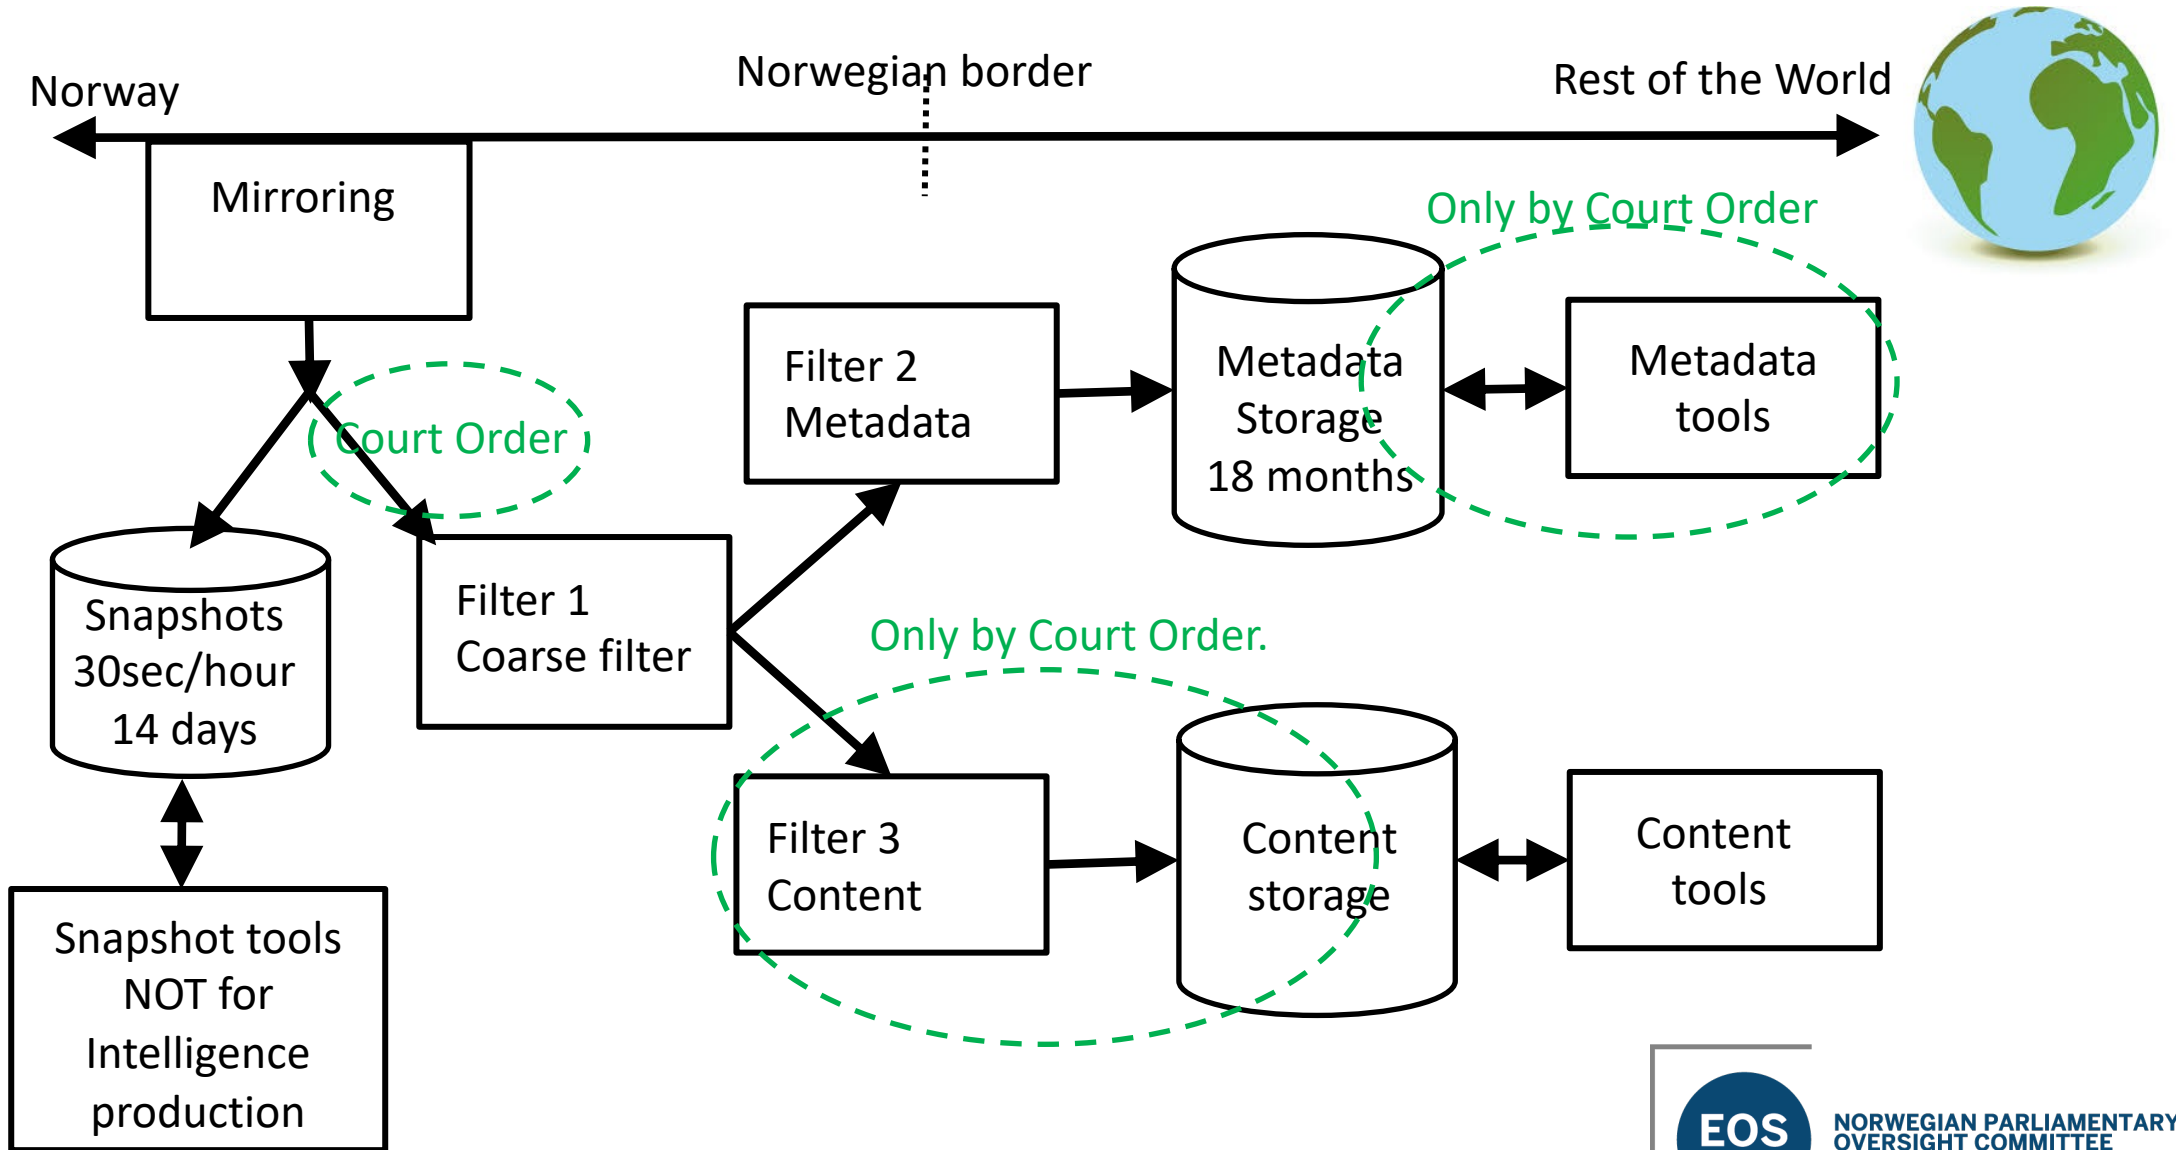 Norway
Norwegian border
Rest of the World
Mirroring
Only by Court Order
Court Order
Filter 2
Metadata
Metadata
Storage
18 months
Metadata
tools
Snapshots
30sec/hour
14 days
Filter 1
Coarse filter
Only by Court Order.
Filter 3
Content
Content
storage
Content
tools
Snapshot tools
NOT for
Intelligence
production
EOS
NORWEGIAN PARLIAMENTARY
OVERSIGHT COMMITTEE